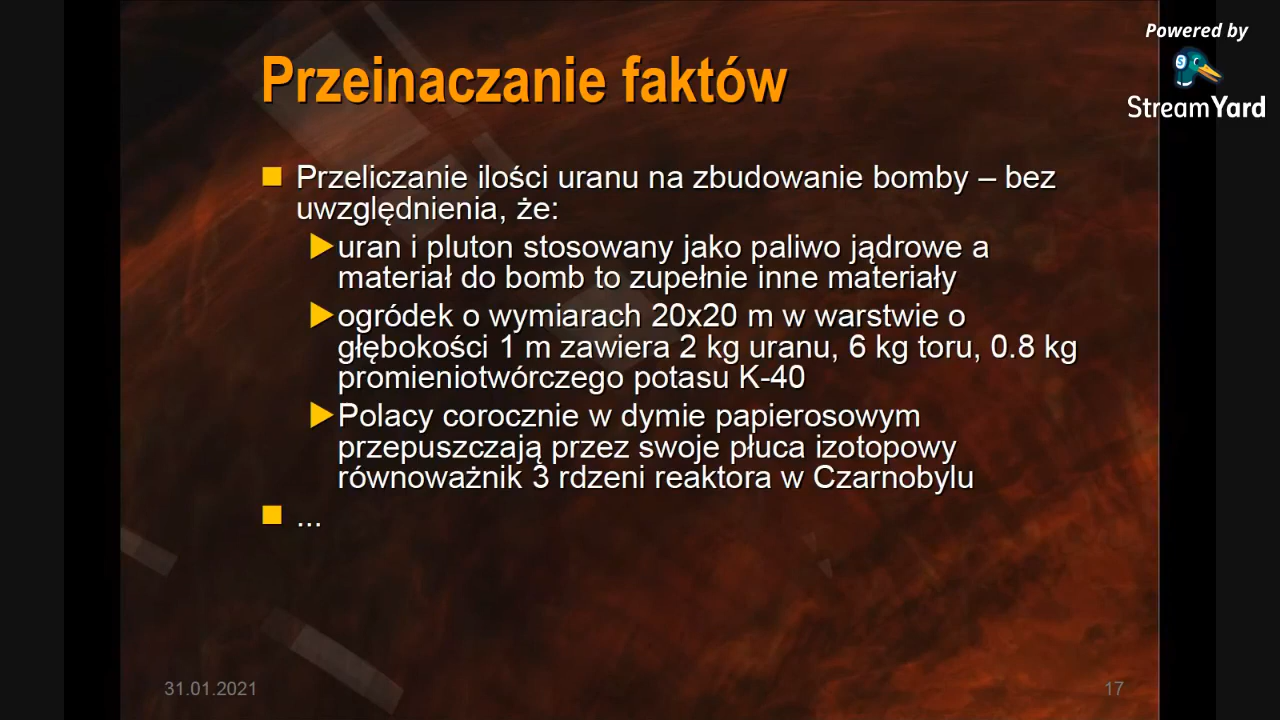 Powered by
StreamYard
Przeinaczanie faktów
Przeliczanie ilości uranu na zbudowanie bomby – bez
uwzględnienia, że:
uran i pluton stosowany jako paliwo jądrowe a
materiał do bomb to zupełnie inne materiały
ogródek o wymiarach 20x20 m w warstwie o
głębokości 1 m zawiera 2 kg uranu, 6 kg toru, 0.8 kg
promieniotwórczego potasu K-40
Polacy corocznie w dymie papierosowym
przepuszczają przez swoje płuca izotopowy
równoważnik 3 rdzeni reaktora w Czarnobylu
...
31.01.2021
17